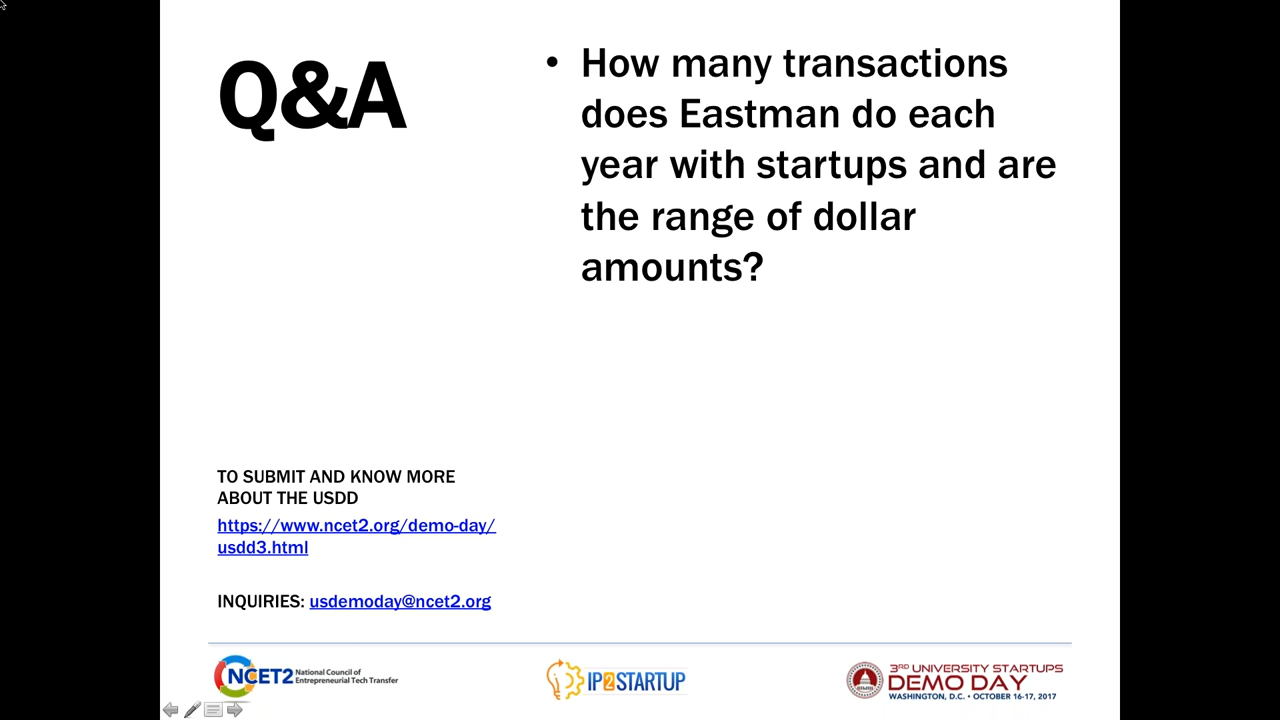 Q&A
• How many transactions
does Eastman do each
year with startups and are
the range of dollar
amounts?
TO SUBMIT AND KNOW MORE
ABOUT THE USDD
https://www.ncet2.org/demo-day/
usdd3.html
INQUIRIES: usdemoday@ncet2.org
NCET2 National Council of
Entrepreneurial Tech Transfer
IP2STARTUP
3RD UNIVERSITY STARTUPS
DEMO DAY
WASHINGTON, D.C. • OCTOBER 16-17, 2017